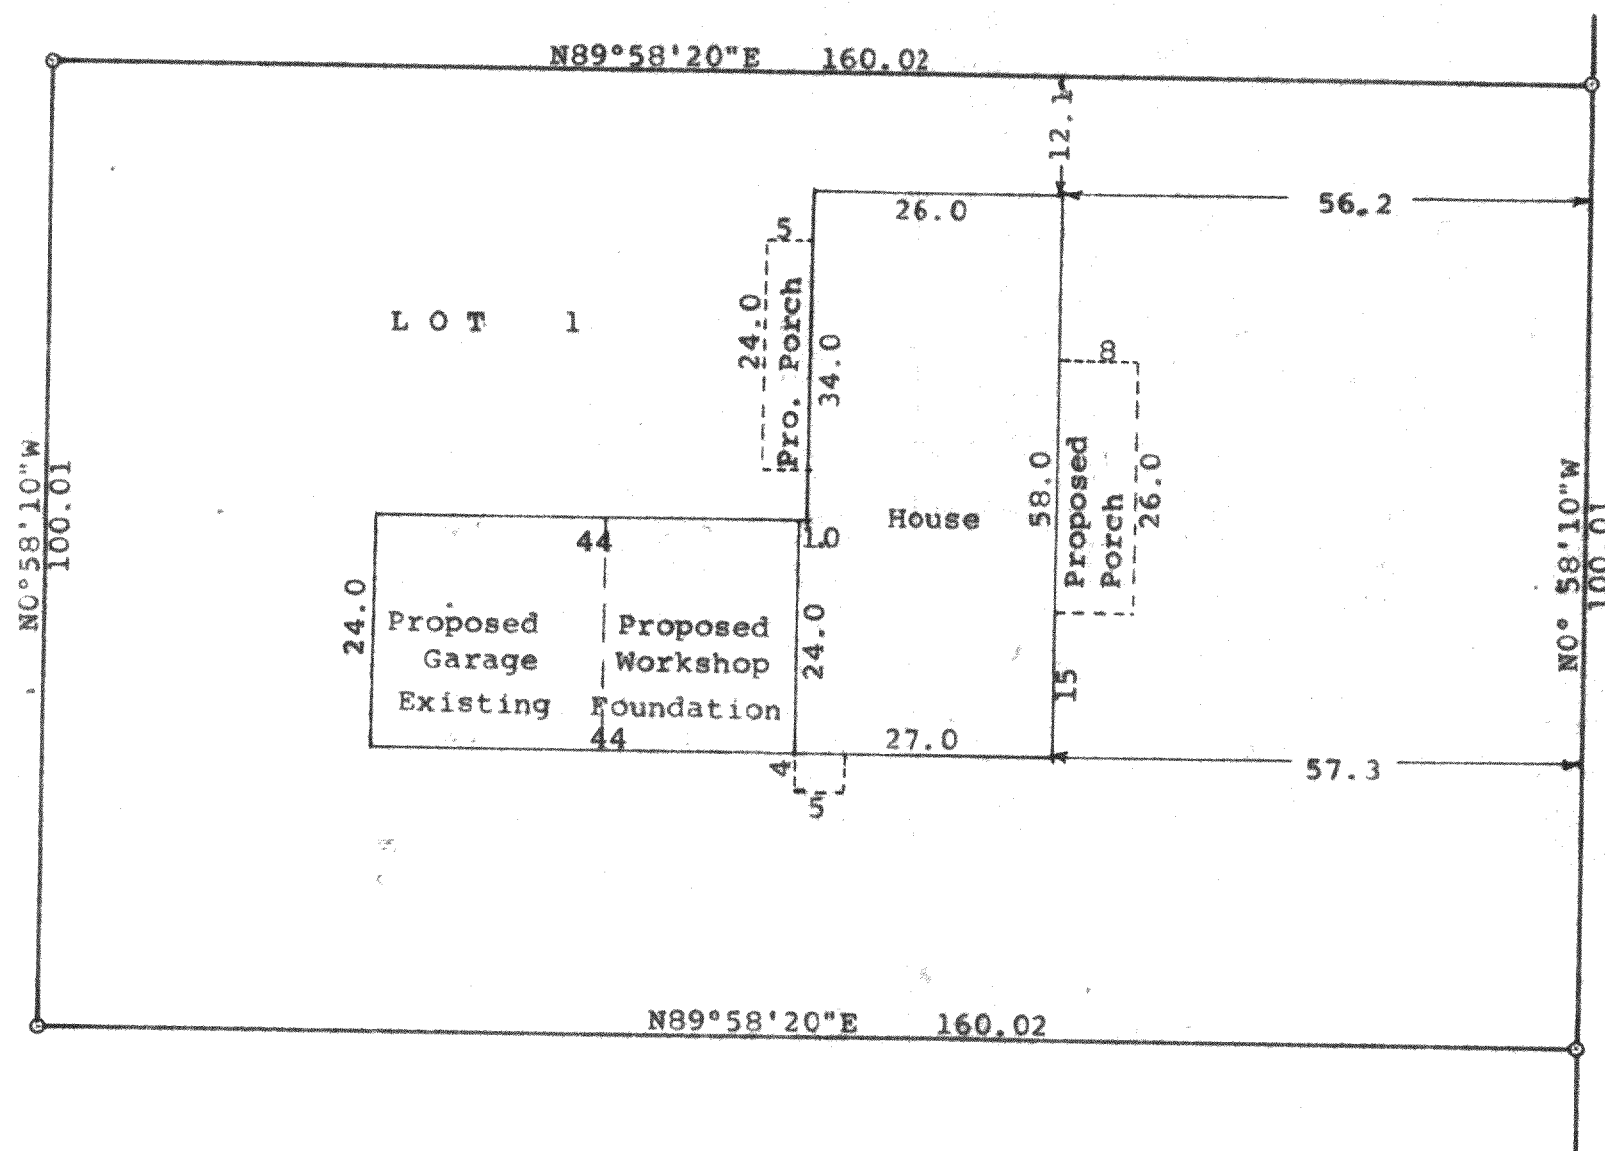 N89°58'20"E 160.02
12.1
56.2
26.0
5
24.0
Pro. Porch
34.0
LOT 1
8
58.0
Proposed
Porch
26.0
N0°58'10"W
100.01
House
N0° 58'10"W
100.01
44
1.0
24.0
Proposed
Garage
Proposed
Workshop
24.0
Existing Foundation
15
44
27.0
4
5
57.3
N89°58'20"E 160.02